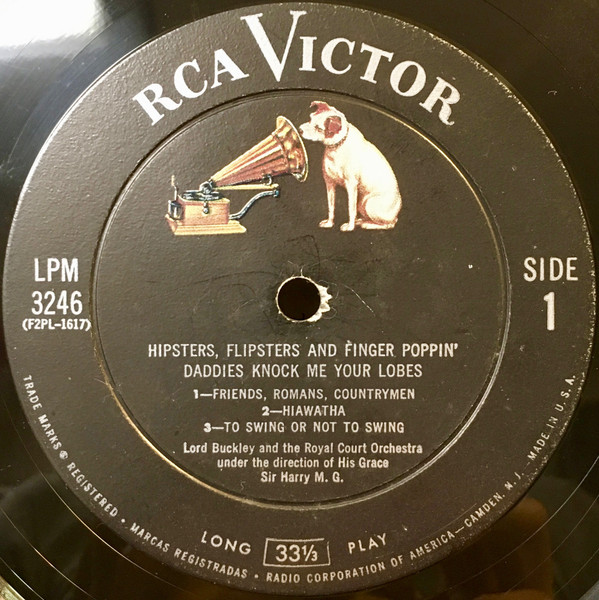 RCA VICTOR
LPM
3246
(F2PL-1617)
SIDE
1
HIPSTERS, FLIPSTERS AND FINGER POPPIN'
DADDIES KNOCK ME YOUR LOBES
1—FRIENDS, ROMANS, COUNTRYMEN
2—HIAWATHA
3—TO SWING OR NOT TO SWING
Lord Buckley and the Royal Court Orchestra
under the direction of His Grace
Sir Harry M. G.
LONG 33⅓ PLAY
TRADE MARKS ® REGISTERED • MARCAS REGISTRADAS • RADIO CORPORATION OF AMERICA—CAMDEN, N. J.—MADE IN U. S. A.